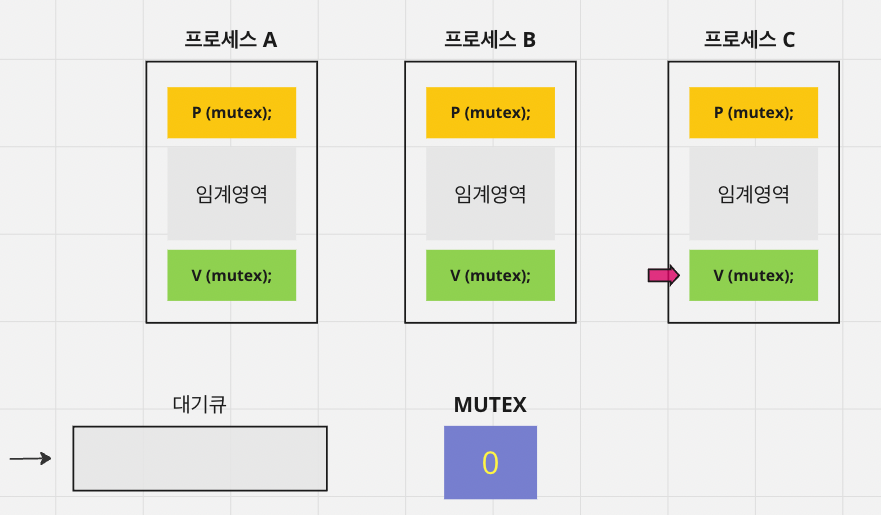 프로세스 A
프로세스 B
프로세스 C
P (mutex);
P (mutex);
P (mutex);
임계영역
임계영역
임계영역
V (mutex);
V (mutex);
V (mutex);
대기큐
MUTEX
0